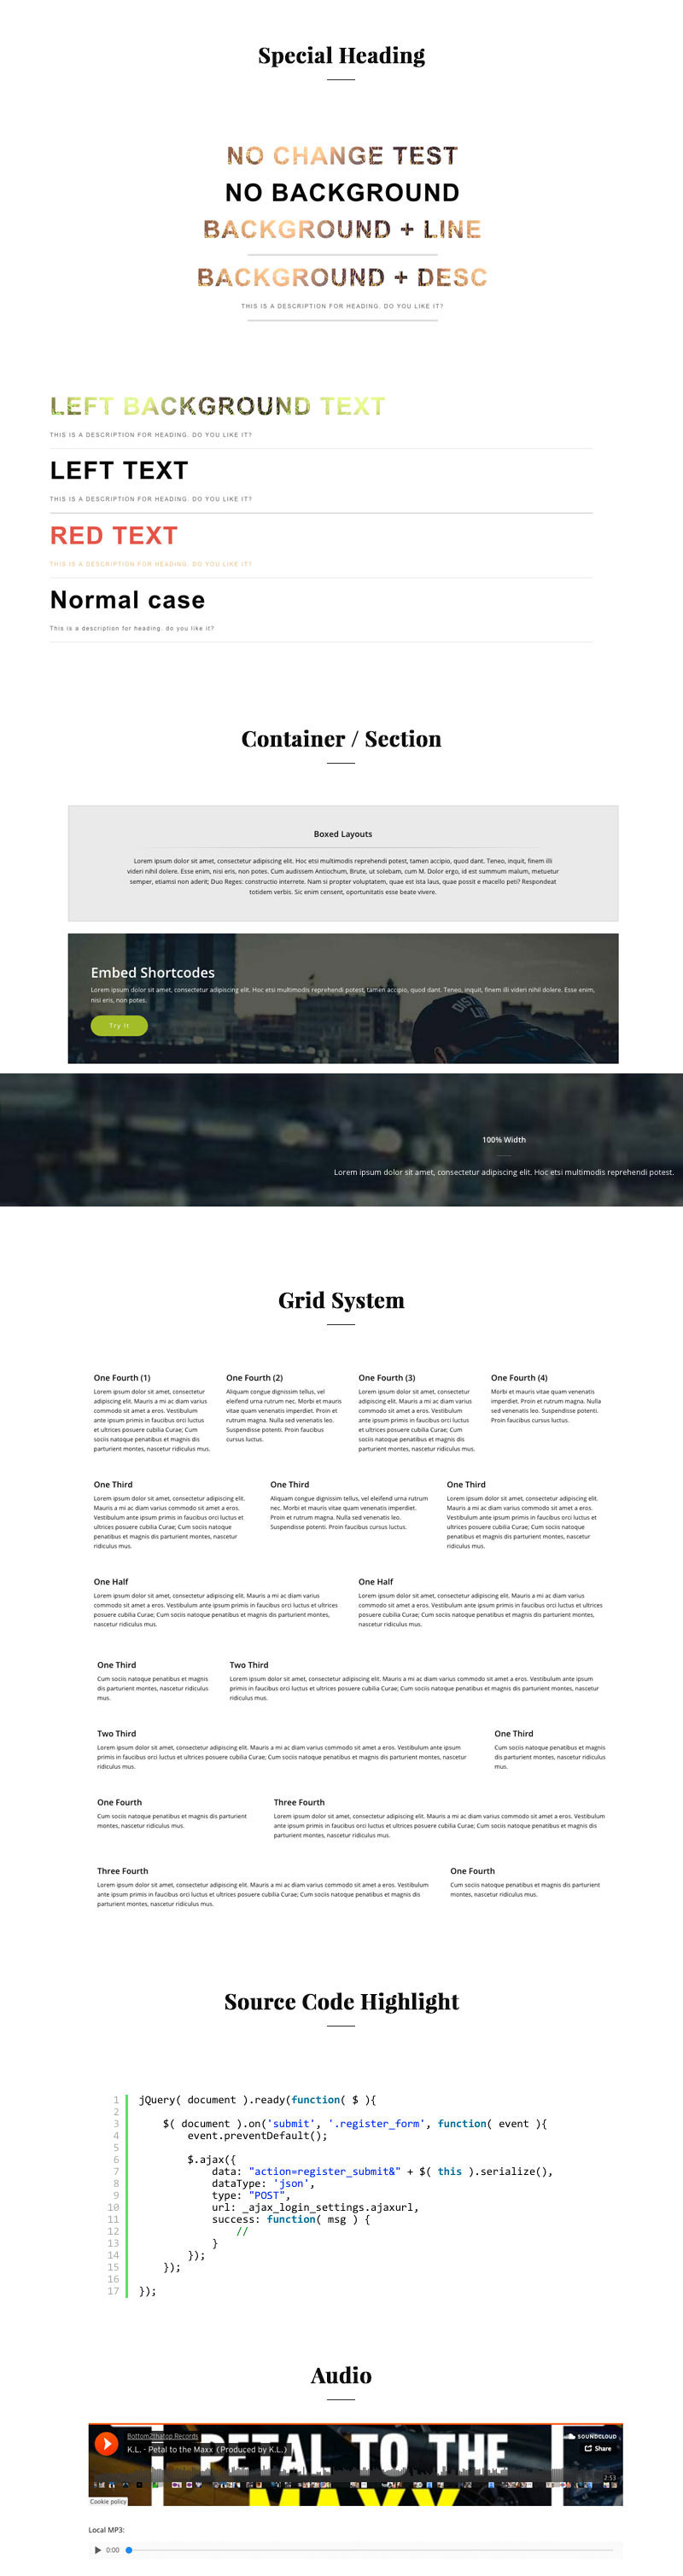 Special Heading
NO CHANGE TEST
NO BACKGROUND
BACKGROUND + LINE
BACKGROUND + DESC
THIS IS A DESCRIPTION FOR HEADING. DO YOU LIKE IT?
LEFT BACKGROUND TEXT
THIS IS A DESCRIPTION FOR HEADING. DO YOU LIKE IT?
LEFT TEXT
THIS IS A DESCRIPTION FOR HEADING. DO YOU LIKE IT?
RED TEXT
THIS IS A DESCRIPTION FOR HEADING. DO YOU LIKE IT?
Normal case
This is a description for heading. do you like it?
Container / Section
Boxed Layouts
Lorem ipsum dolor sit amet, consectetur adipiscing elit. Hoc etsi multimodis reprehendi potest, tamen accipio, quod dant. Teneo, inquit, finem illi
videri nihil dolere. Esse enim, nisi eris, non potes. Cum audissem Antiochum, Brute, ut solebam, cum M. Dolor ergo, id est summum malum, metuetur
semper, etiamsi non aderit; Duo Reges: constructio interrete. Nam si propter voluptatem, quae est ista laus, quae possit e macello peti? Respondeat
totidem verbis. Sic enim censent, oportunitatis esse beate vivere.
Embed Shortcodes
Lorem ipsum dolor sit amet, consectetur adipiscing elit. Hoc etsi multimodis reprehendi potest, tamen accipio, quod dant. Teneo, inquit, finem illi videri nihil dolere. Esse enim,
nisi eris, non potes.
Try It
100% Width
Lorem ipsum dolor sit amet, consectetur adipiscing elit. Hoc etsi multimodis reprehendi potest.
Grid System
One Fourth (1)
Lorem ipsum dolor sit amet, consectetur
adipiscing elit. Mauris a mi ac diam varius
commodo sit amet a eros. Vestibulum
ante ipsum primis in faucibus orci luctus
et ultrices posuere cubilia Curae; Cum
sociis natoque penatibus et magnis dis
parturient montes, nascetur ridiculus mus.
One Fourth (2)
Aliquam congue dignissim tellus, vel
eleifend urna rutrum nec. Morbi et mauris
vitae quam venenatis imperdiet. Proin et
rutrum magna. Nulla sed venenatis leo.
Suspendisse potenti. Proin faucibus
cursus luctus.
One Fourth (3)
Lorem ipsum dolor sit amet, consectetur
adipiscing elit. Mauris a mi ac diam varius
commodo sit amet a eros. Vestibulum
ante ipsum primis in faucibus orci luctus
et ultrices posuere cubilia Curae; Cum
sociis natoque penatibus et magnis dis
parturient montes, nascetur ridiculus mus.
One Fourth (4)
Morbi et mauris vitae quam venenatis
imperdiet. Proin et rutrum magna. Nulla
sed venenatis leo. Suspendisse potenti.
Proin faucibus cursus luctus.
One Third
Lorem ipsum dolor sit amet, consectetur adipiscing elit.
Mauris a mi ac diam varius commodo sit amet a eros.
Vestibulum ante ipsum primis in faucibus orci luctus et
ultrices posuere cubilia Curae; Cum sociis natoque
penatibus et magnis dis parturient montes, nascetur
ridiculus mus.
One Third
Aliquam congue dignissim tellus, vel eleifend urna rutrum
nec. Morbi et mauris vitae quam venenatis imperdiet.
Proin et rutrum magna. Nulla sed venenatis leo.
Suspendisse potenti. Proin faucibus cursus luctus.
One Third
Lorem ipsum dolor sit amet, consectetur adipiscing elit.
Mauris a mi ac diam varius commodo sit amet a eros.
Vestibulum ante ipsum primis in faucibus orci luctus et
ultrices posuere cubilia Curae; Cum sociis natoque
penatibus et magnis dis parturient montes, nascetur
ridiculus mus.
One Half
Lorem ipsum dolor sit amet, consectetur adipiscing elit. Mauris a mi ac diam varius
commodo sit amet a eros. Vestibulum ante ipsum primis in faucibus orci luctus et ultrices
posuere cubilia Curae; Cum sociis natoque penatibus et magnis dis parturient montes,
nascetur ridiculus mus.
One Half
Lorem ipsum dolor sit amet, consectetur adipiscing elit. Mauris a mi ac diam varius
commodo sit amet a eros. Vestibulum ante ipsum primis in faucibus orci luctus et ultrices
posuere cubilia Curae; Cum sociis natoque penatibus et magnis dis parturient montes,
nascetur ridiculus mus.
One Third
Cum sociis natoque penatibus et magnis
dis parturient montes, nascetur ridiculus
mus.
Two Third
Lorem ipsum dolor sit amet, consectetur adipiscing elit. Mauris a mi ac diam varius commodo sit amet a eros. Vestibulum ante ipsum
primis in faucibus orci luctus et ultrices posuere cubilia Curae; Cum sociis natoque penatibus et magnis dis parturient montes, nascetur
ridiculus mus.
Two Third
Lorem ipsum dolor sit amet, consectetur adipiscing elit. Mauris a mi ac diam varius commodo sit amet a eros. Vestibulum ante ipsum
primis in faucibus orci luctus et ultrices posuere cubilia Curae; Cum sociis natoque penatibus et magnis dis parturient montes, nascetur
ridiculus mus.
One Third
Cum sociis natoque penatibus et magnis
dis parturient montes, nascetur ridiculus
mus.
One Fourth
Cum sociis natoque penatibus et magnis dis parturient
montes, nascetur ridiculus mus.
Three Fourth
Lorem ipsum dolor sit amet, consectetur adipiscing elit. Mauris a mi ac diam varius commodo sit amet a eros. Vestibulum
ante ipsum primis in faucibus orci luctus et ultrices posuere cubilia Curae; Cum sociis natoque penatibus et magnis dis
parturient montes, nascetur ridiculus mus.
Three Fourth
Lorem ipsum dolor sit amet, consectetur adipiscing elit. Mauris a mi ac diam varius commodo sit amet a eros. Vestibulum
ante ipsum primis in faucibus orci luctus et ultrices posuere cubilia Curae; Cum sociis natoque penatibus et magnis dis
parturient montes, nascetur ridiculus mus.
One Fourth
Cum sociis natoque penatibus et magnis dis parturient
montes, nascetur ridiculus mus.
Source Code Highlight
1 jQuery( document ).ready(function( $ ){
2
3 $( document ).on('submit', '.register_form', function( event ){
4 event.preventDefault();
5
6 $.ajax({
7 data: "action=register_submit&" + $( this ).serialize(),
8 dataType: 'json',
9 type: "POST",
10 url: _ajax_login_settings.ajaxurl,
11 success: function( msg ) {
12 //
13 }
14 });
15 });
16
17 });
Audio
Bottom2thatop Records
K.L. - Petal to the Maxx (Produced by K.L.)
SOUNDCLOUD
Share
PETAL TO THE
MAXX
2:53
Cookie policy
Local MP3:
0:00